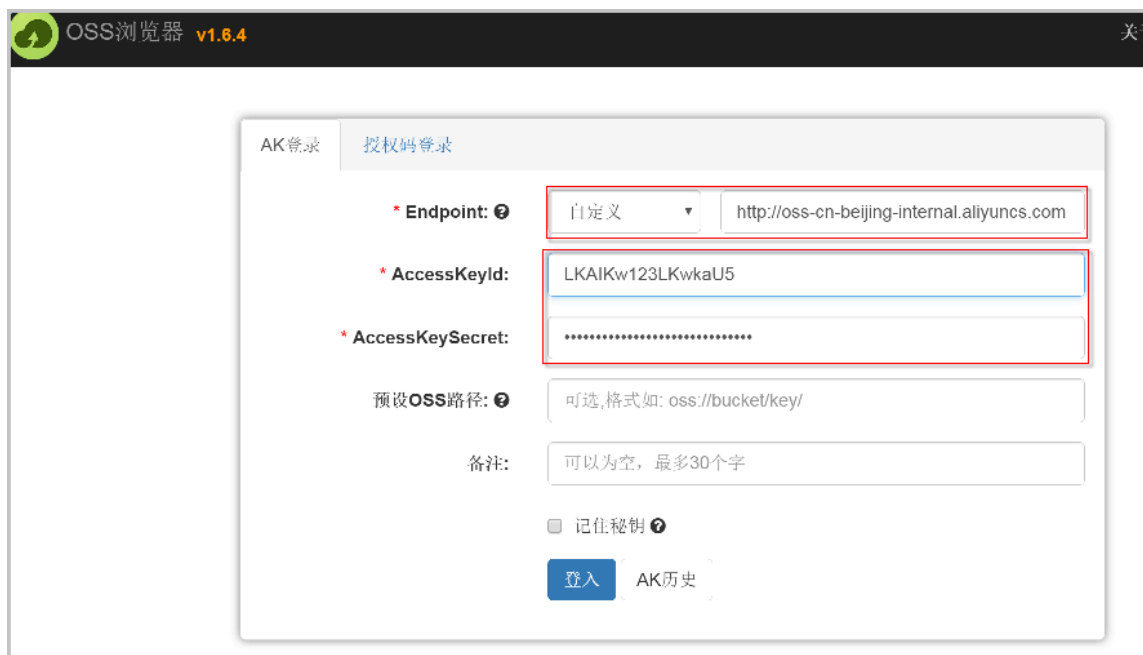 OSS浏览器 v1.6.4
AK登录 授权码登录
* Endpoint: 自定义 http://oss-cn-beijing-internal.aliyuncs.com
* AccessKeyId: LKAIKw123LKwkaU5
* AccessKeySecret: ••••••••••••••••••••••••••••••
预设OSS路径: 可选,格式如: oss://bucket/key/
备注: 可以为空，最多30个字
记住秘钥
登入 AK历史